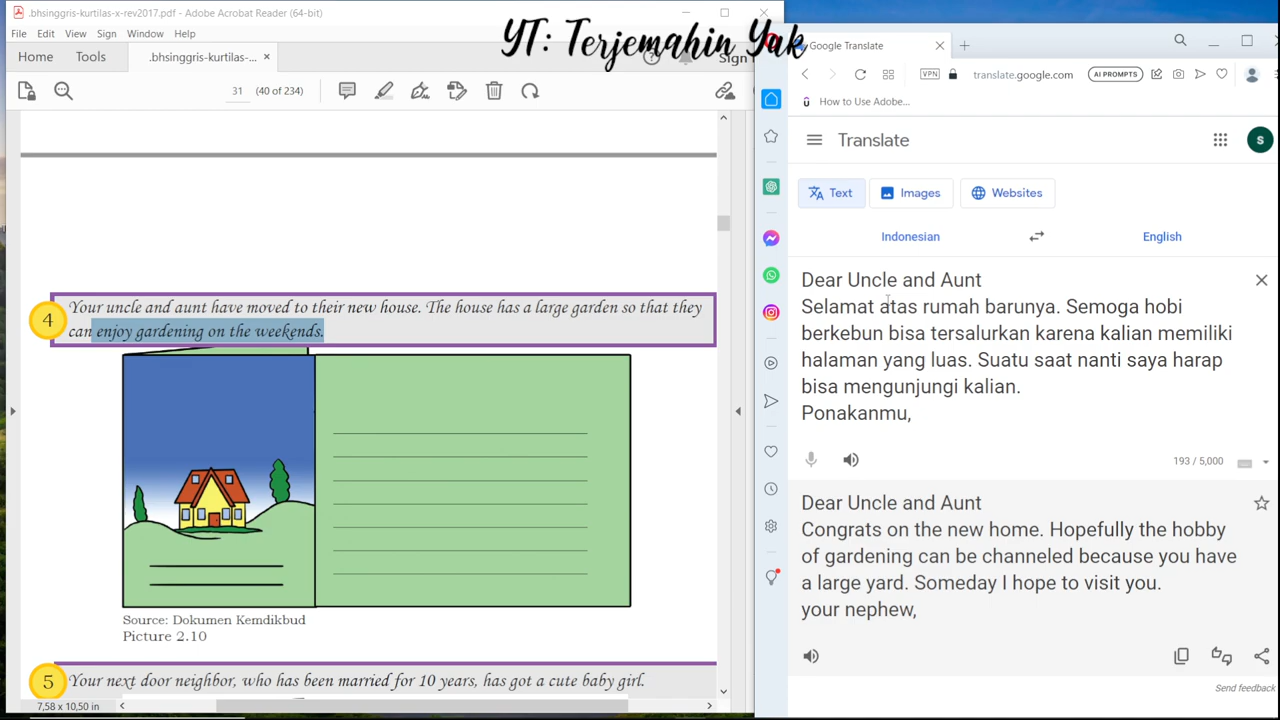 .bhsinggris-kurtilas-x-rev2017.pdf - Adobe Acrobat Reader (64-bit)
File Edit View Sign Window Help
YT: Terjemahin Yuk
Home Tools
.bhsinggris-kurtilas-... ×
Sign
31 (40 of 234)
4
Your uncle and aunt have moved to their new house. The house has a large garden so that they
can enjoy gardening on the weekends.
Source: Dokumen Kemdikbud
Picture 2.10
5
Your next door neighbor, who has been married for 10 years, has got a cute baby girl.
7,58 x 10,50 in
Google Translate
VPN translate.google.com AI PROMPTS
How to Use Adobe...
Translate
S
Text Images Websites
Indonesian English
Dear Uncle and Aunt
Selamat atas rumah barunya. Semoga hobi
berkebun bisa tersalurkan karena kalian memiliki
halaman yang luas. Suatu saat nanti saya harap
bisa mengunjungi kalian.
Ponakanmu,
193 / 5,000
Dear Uncle and Aunt
Congrats on the new home. Hopefully the hobby
of gardening can be channeled because you have
a large yard. Someday I hope to visit you.
your nephew,
Send feedback